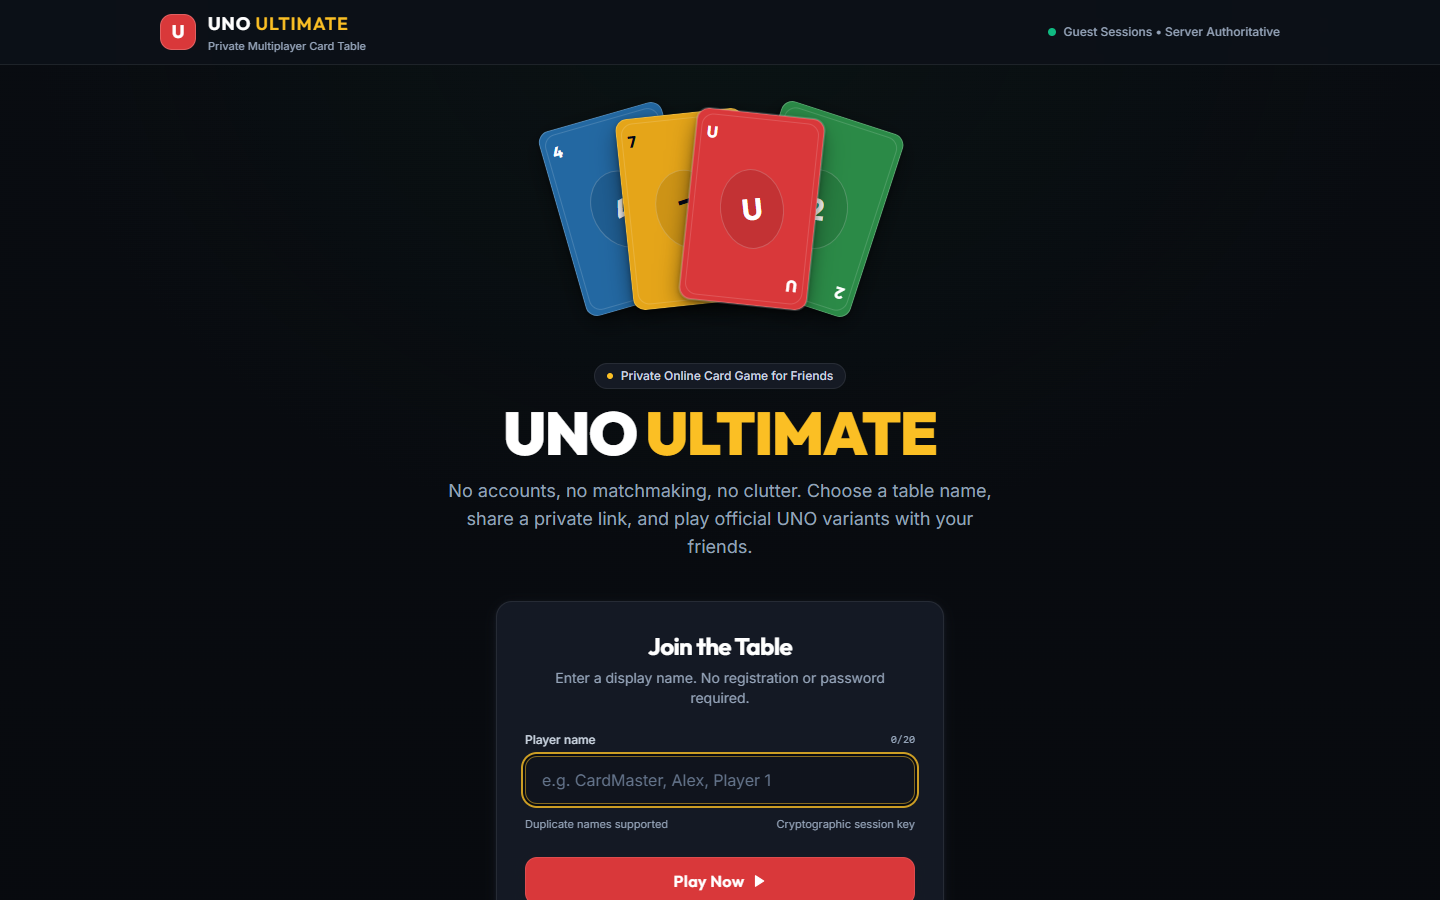 U
UNO ULTIMATE
Private Multiplayer Card Table
Guest Sessions • Server Authoritative
4
7
U
U
U
2
2
Private Online Card Game for Friends
UNO ULTIMATE
No accounts, no matchmaking, no clutter. Choose a table name,
share a private link, and play official UNO variants with your
friends.
Join the Table
Enter a display name. No registration or password
required.
Player name
0/20
e.g. CardMaster, Alex, Player 1
Duplicate names supported
Cryptographic session key
Play Now